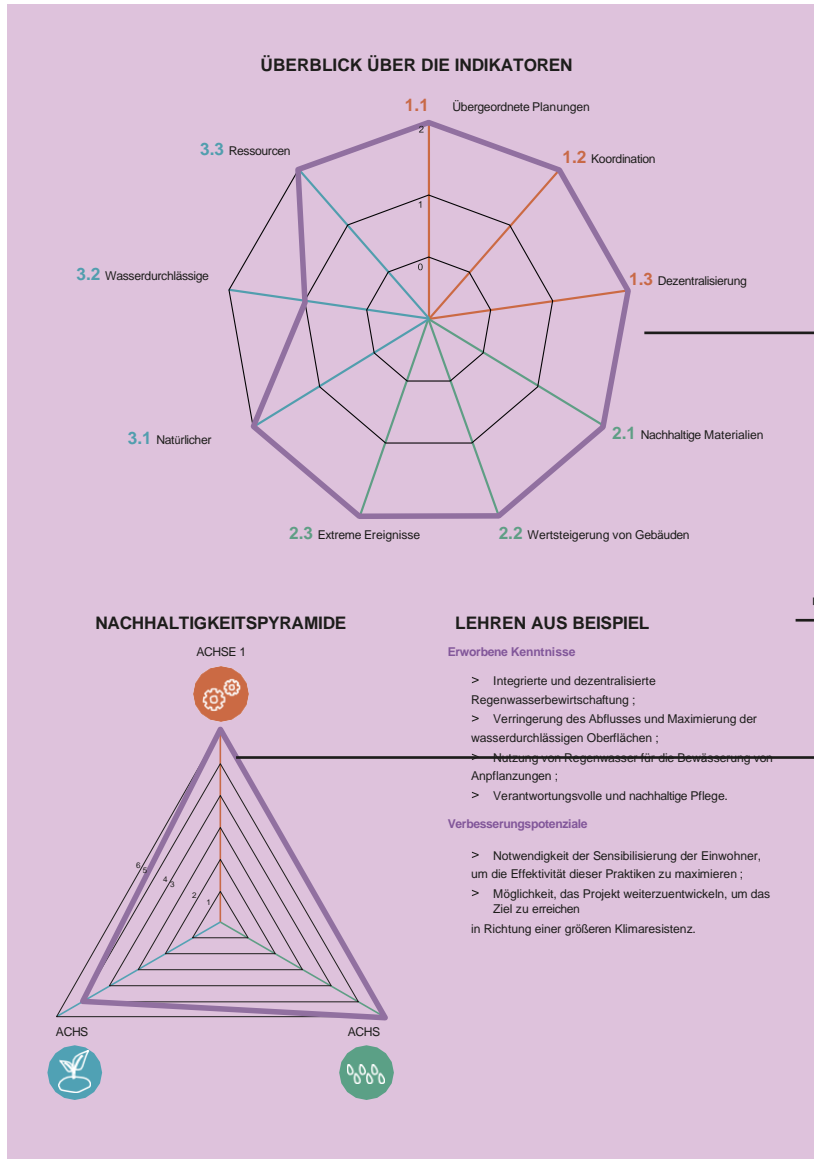 ÜBERBLICK ÜBER DIE INDIKATOREN
1.1 Übergeordnete Planungen
2
3.3 Ressourcen
1.2 Koordination
1
3.2 Wasserdurchlässige
0
1.3 Dezentralisierung
3.1 Natürlicher
2.1 Nachhaltige Materialien
2.3 Extreme Ereignisse
2.2 Wertsteigerung von Gebäuden
NACHHALTIGKEITSPYRAMIDE
ACHSE 1
6
5
4
3
2
1
ACHS
ACHS
LEHREN AUS BEISPIEL
Erworbene Kenntnisse
> Integrierte und dezentralisierte
Regenwasserbewirtschaftung ;
> Verringerung des Abflusses und Maximierung der
wasserdurchlässigen Oberflächen ;
> Nutzung von Regenwasser für die Bewässerung von
Anpflanzungen ;
> Verantwortungsvolle und nachhaltige Pflege.
Verbesserungspotenziale
> Notwendigkeit der Sensibilisierung der Einwohner,
um die Effektivität dieser Praktiken zu maximieren ;
> Möglichkeit, das Projekt weiterzuentwickeln, um das
Ziel zu erreichen
in Richtung einer größeren Klimaresistenz.